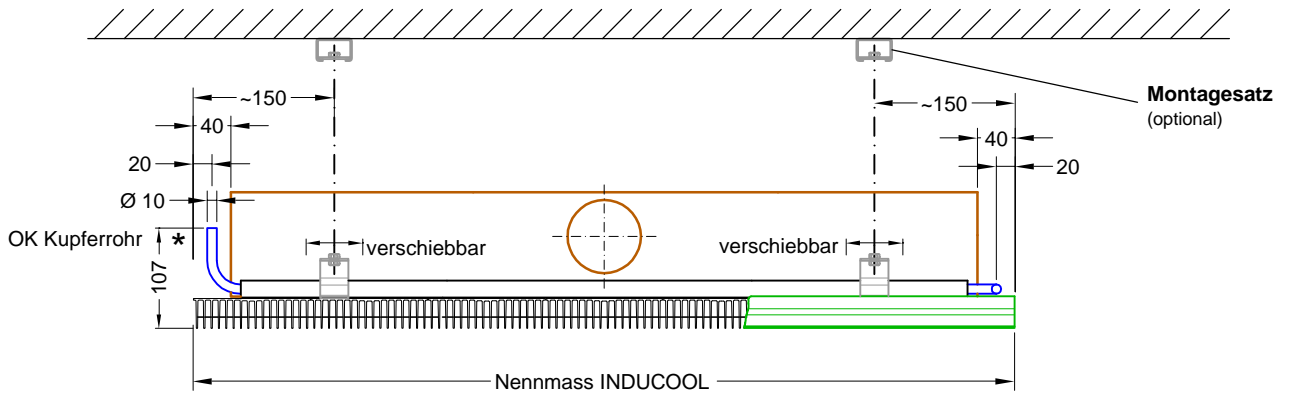 Montagesatz
(optional)
~150
~150
40
40
20
20
Ø 10
OK Kupferrohr *
107
verschiebbar
verschiebbar
Nennmass INDUCOOL